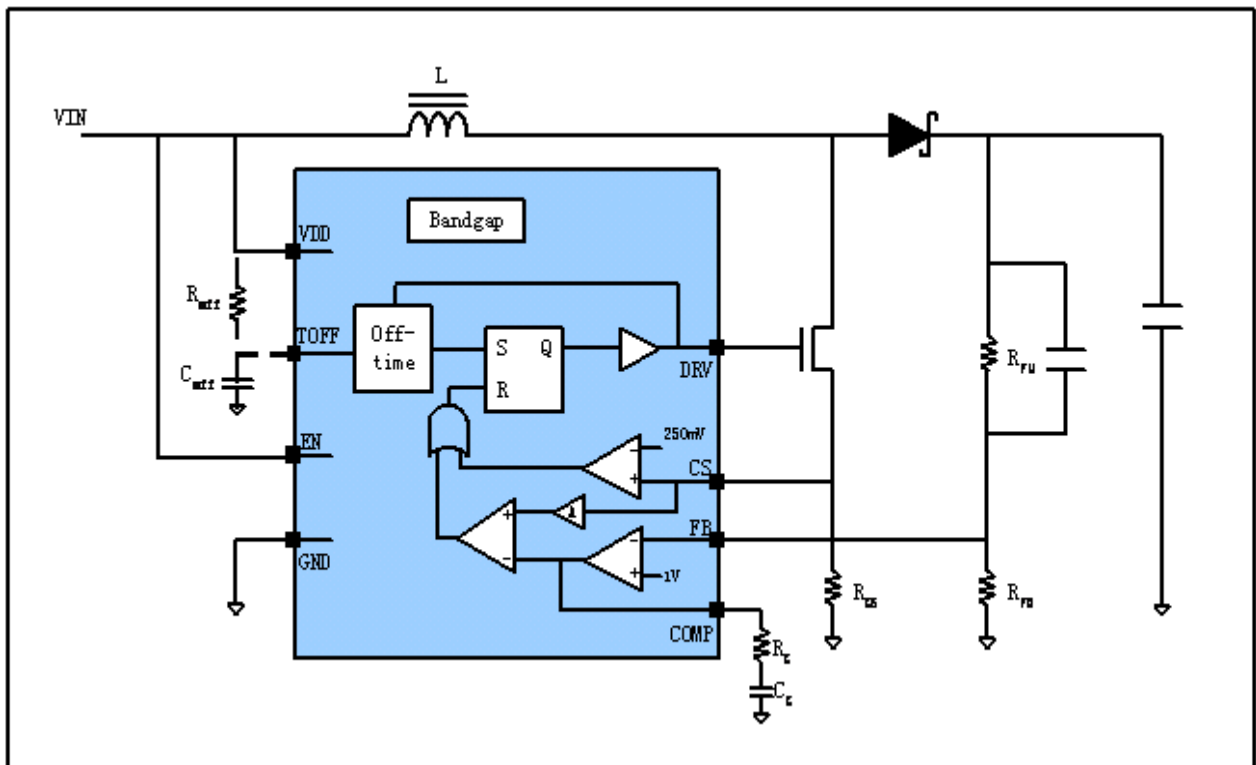 L
VIN
Bandgap
VDD
R
TOFF
Off-
time
S Q
R
DRV
C
EN
250mV
CS
FB
1V
GND
COMP
R
C
R
R
R